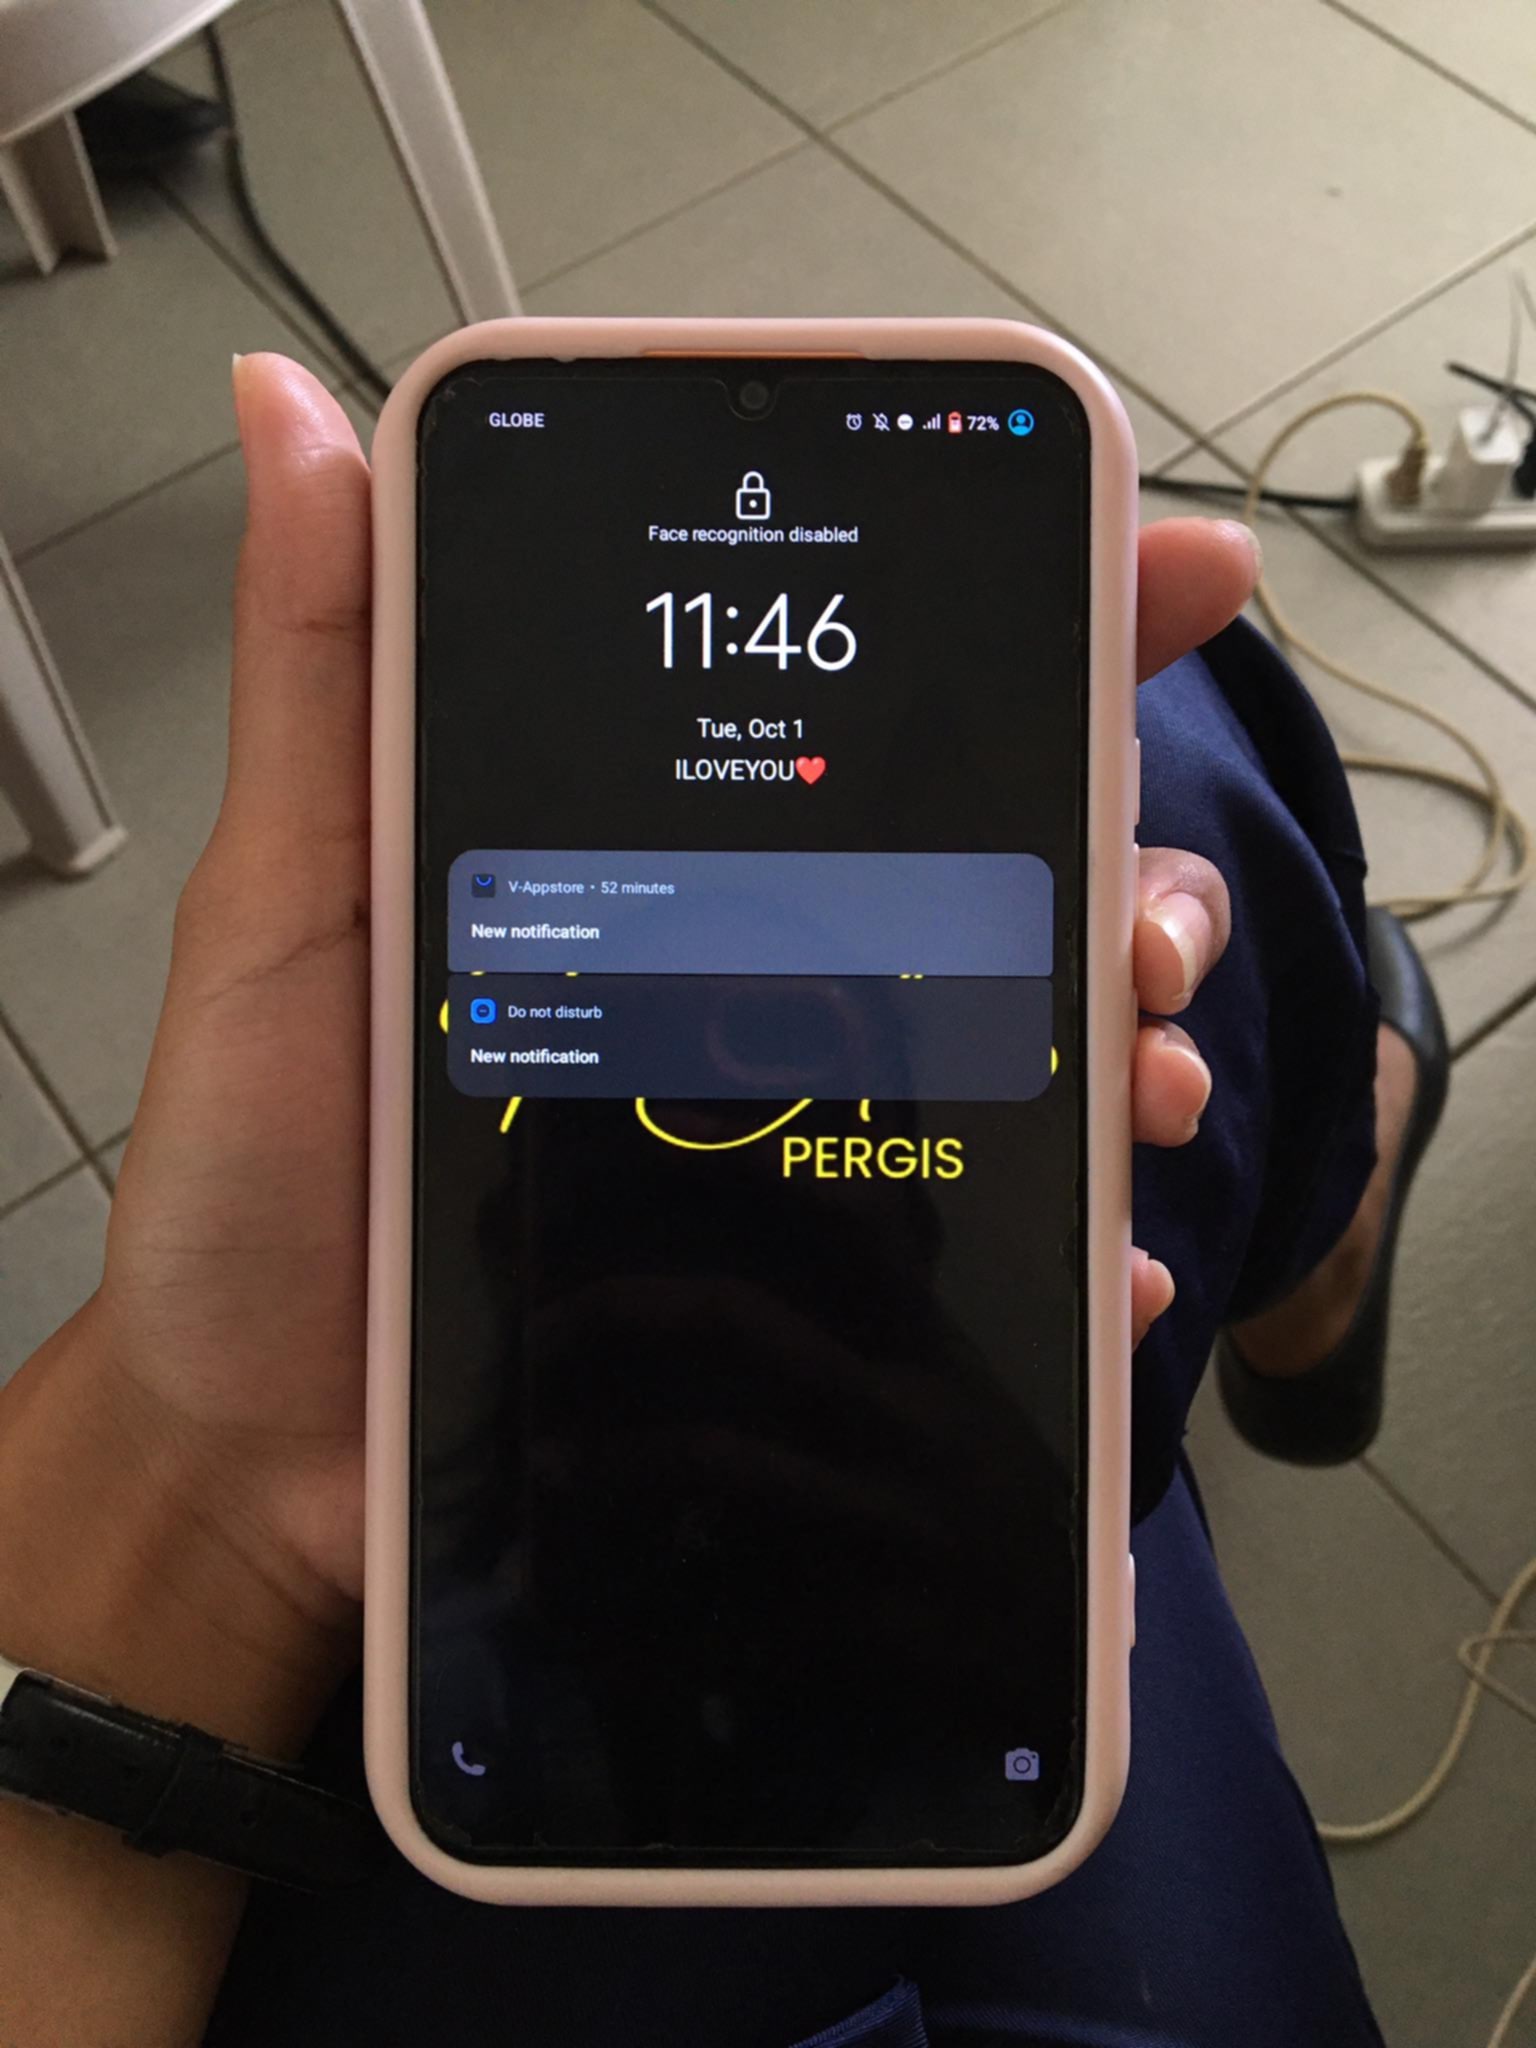 GLOBE 72%
Face recognition disabled
11:46
Tue, Oct 1
ILOVEYOU❤️
V-Appstore • 52 minutes
New notification
Do not disturb
New notification
PERGIS